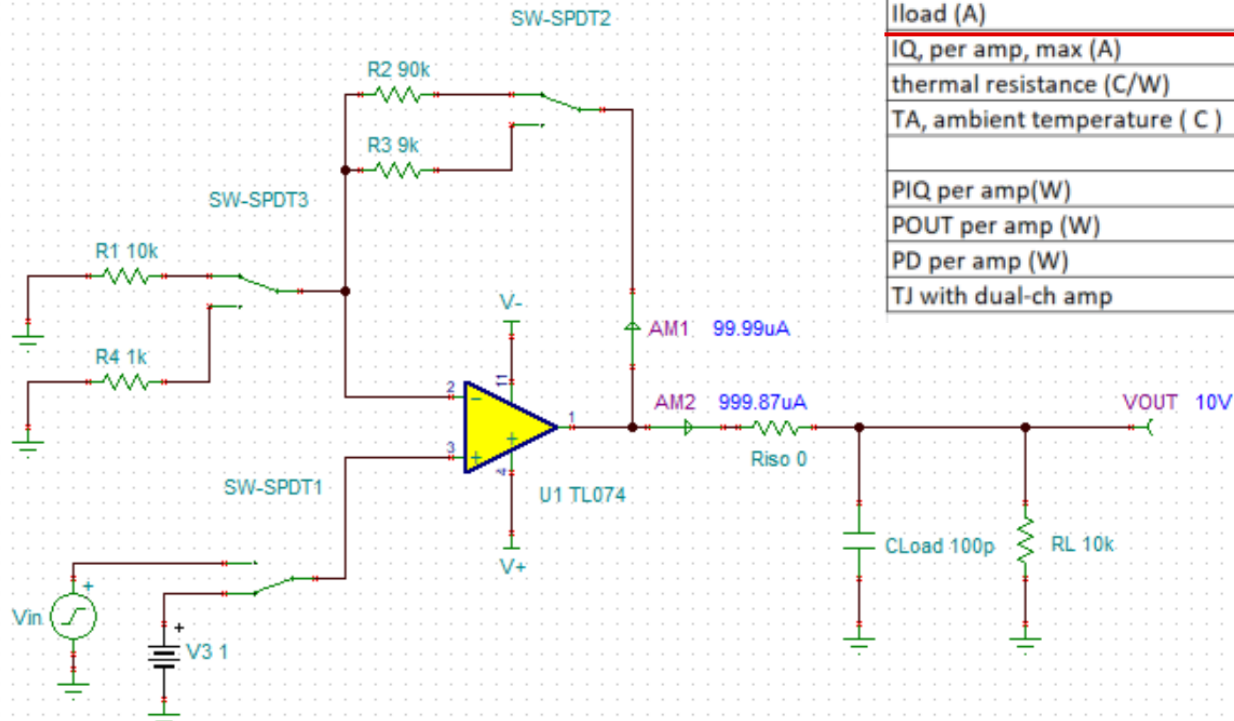 SW-SPDT2
Iload (A)
IQ, per amp, max (A)
thermal resistance (C/W)
TA, ambient temperature ( C )
PIQ per amp(W)
POUT per amp (W)
PD per amp (W)
TJ with dual-ch amp
R2 90k
R3 9k
SW-SPDT3
R1 10k
R4 1k
V-
AM1 99.99uA
11
2
AM2 999.87uA
VOUT 10V
1
3
4
Riso 0
SW-SPDT1
U1 TL074
V+
CLoad 100p
RL 10k
+
Vin
+
V3 1